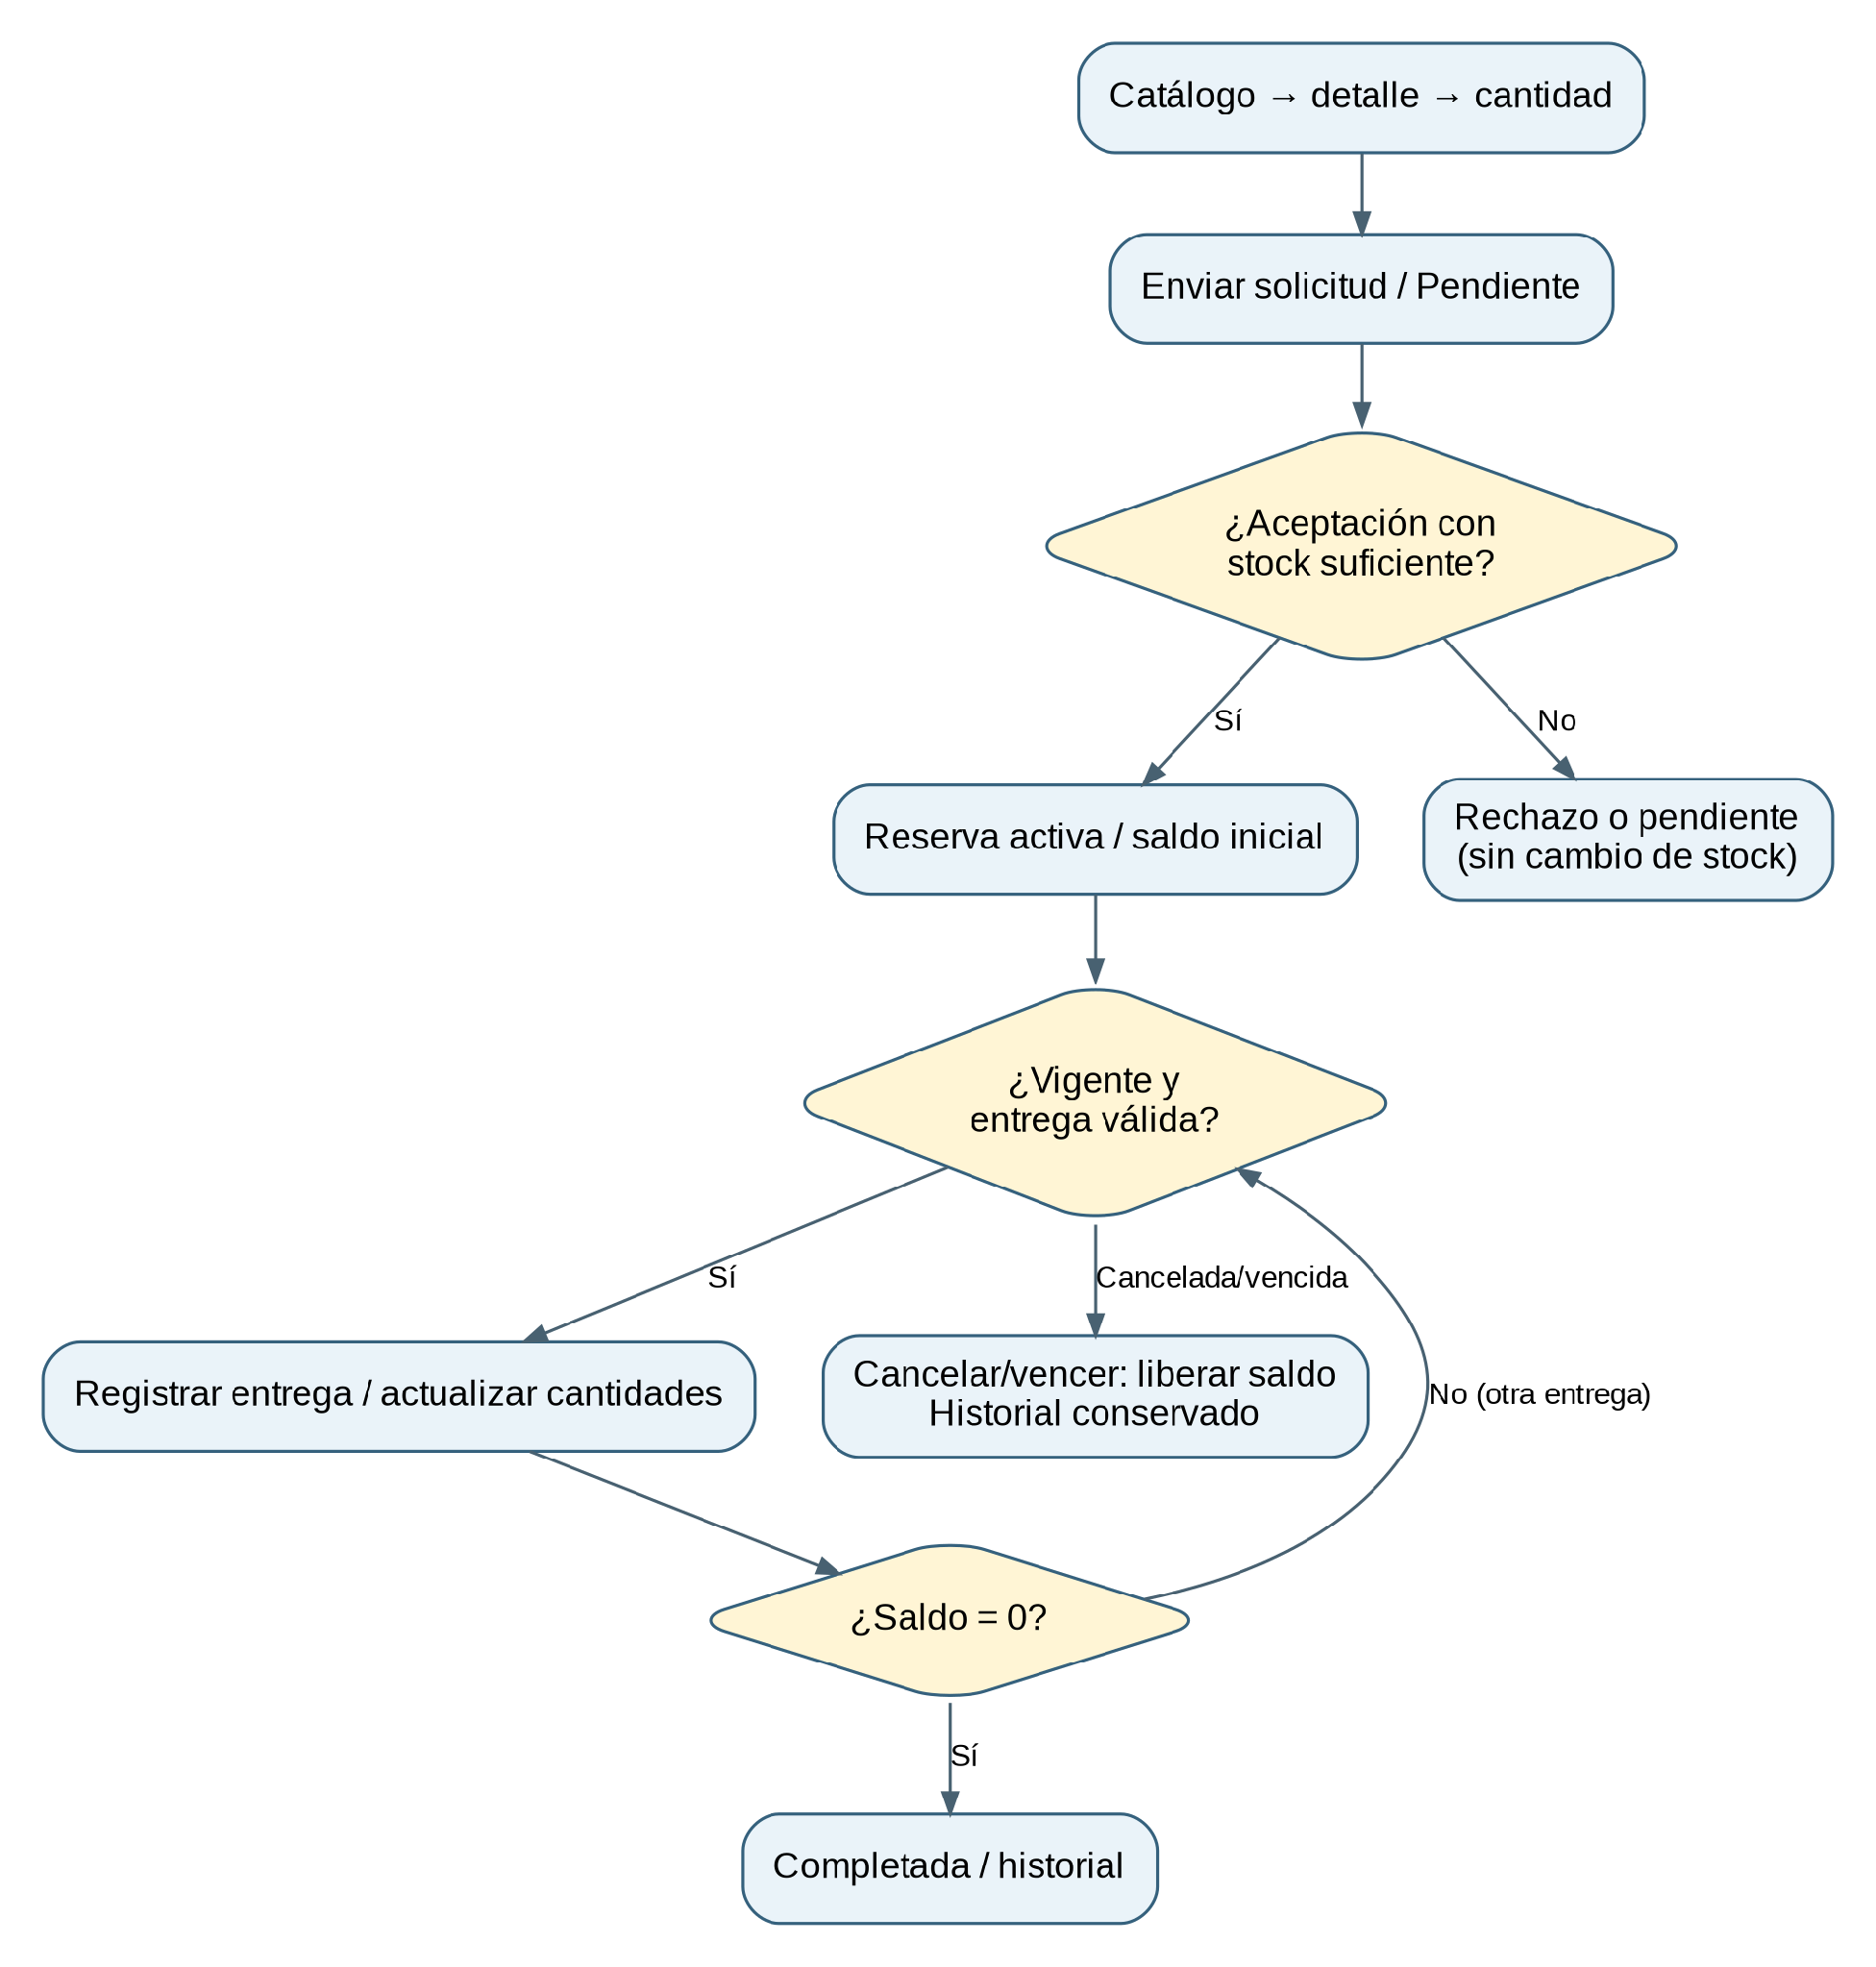 Catálogo → detalle → cantidad
Enviar solicitud / Pendiente
¿Aceptación con
stock suficiente?
Sí
No
Reserva activa / saldo inicial
Rechazo o pendiente
(sin cambio de stock)
¿Vigente y
entrega válida?
Sí
Cancelada/vencida
Registrar entrega / actualizar cantidades
Cancelar/vencer: liberar saldo
Historial conservado
No (otra entrega)
¿Saldo = 0?
Sí
Completada / historial